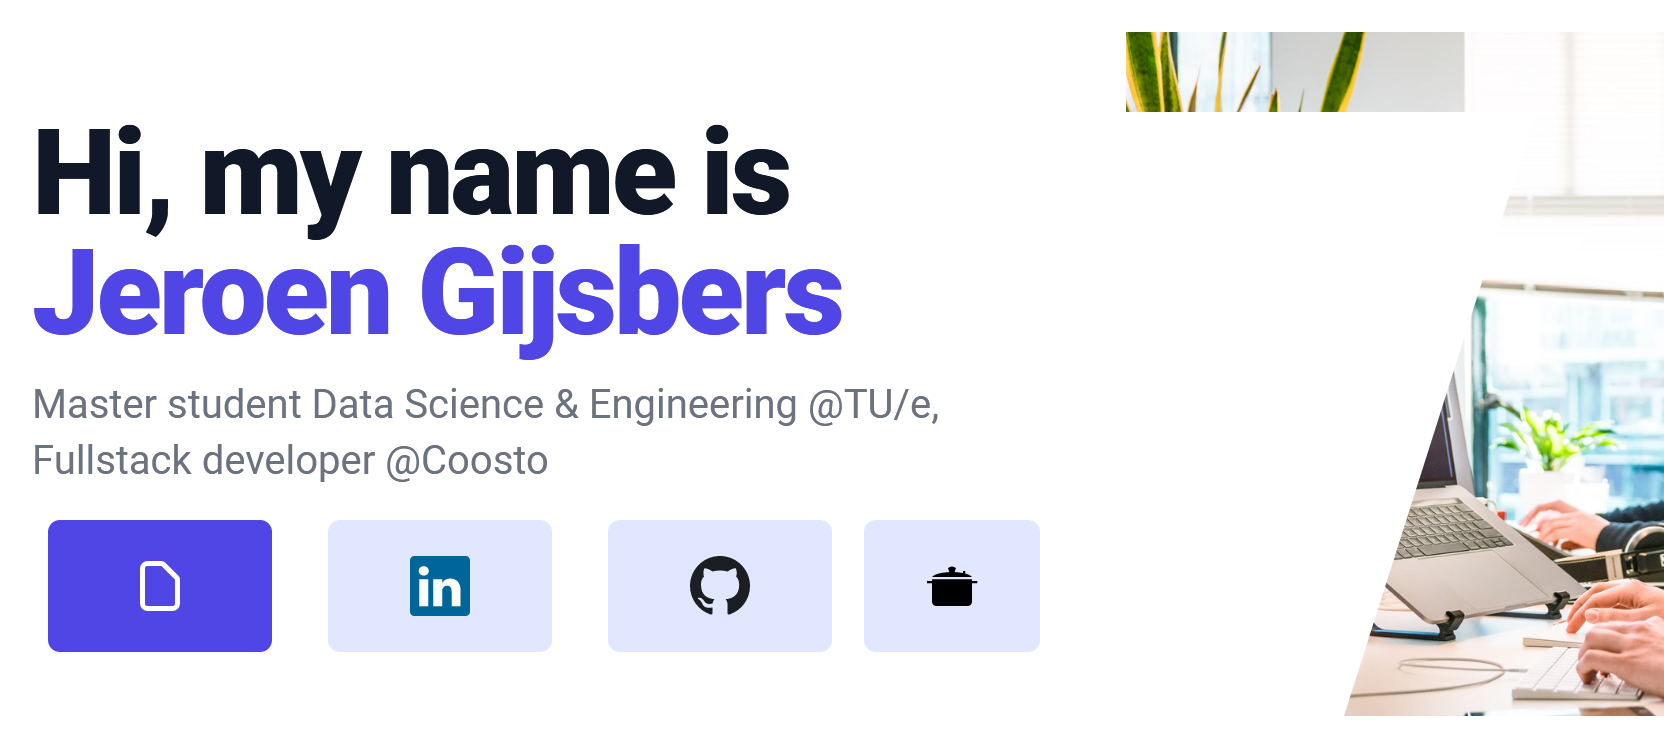 Hi, my name is
Jeroen Gijsbers
Master student Data Science & Engineering @TU/e,
Fullstack developer @Coosto
in